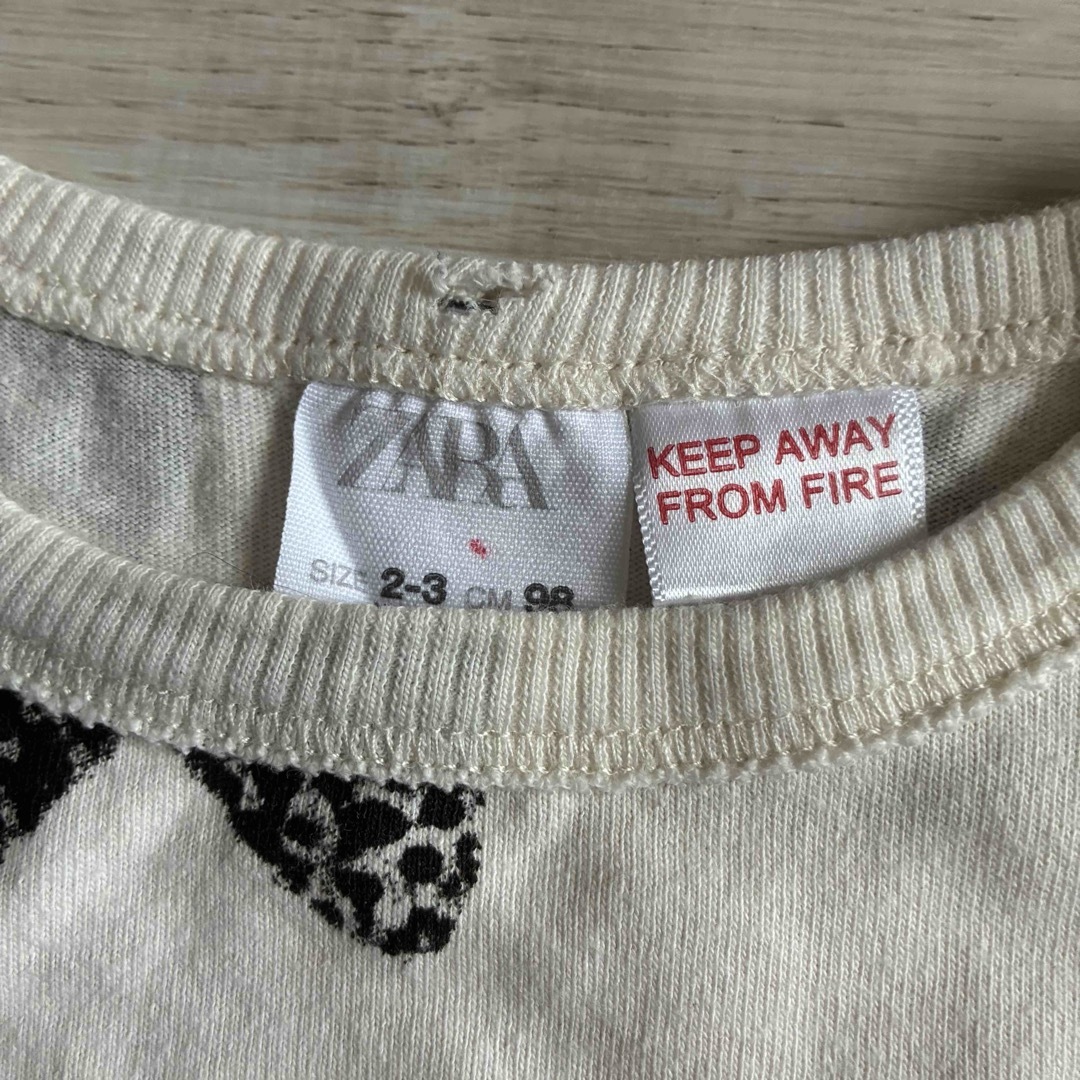 ZARA
SIZE 2-3 CM 98
KEEP AWAY
FROM FIRE